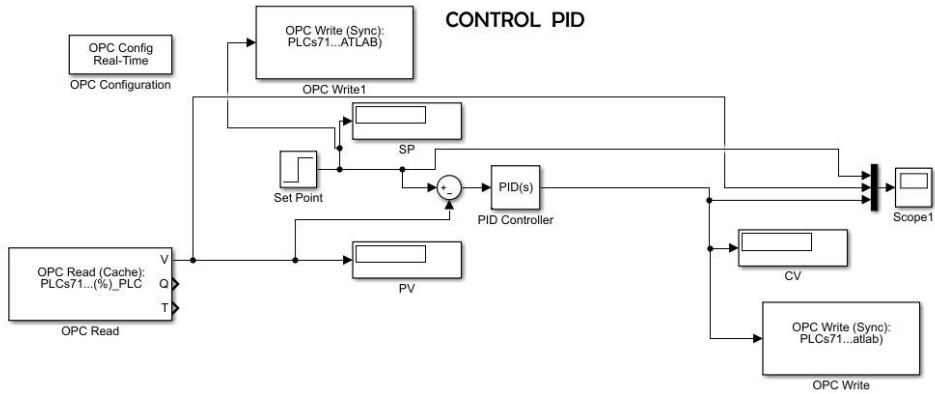 CONTROL PID
OPC Write (Sync):
PLCs71...ATLAB)
OPC Write1
OPC Config
Real-Time
OPC Configuration
SP
Set Point
+
−
PID(s)
PID Controller
Scope1
V
OPC Read (Cache):
PLCs71...(%)_PLC
Q
T
OPC Read
PV
CV
OPC Write (Sync):
PLCs71...atlab)
OPC Write